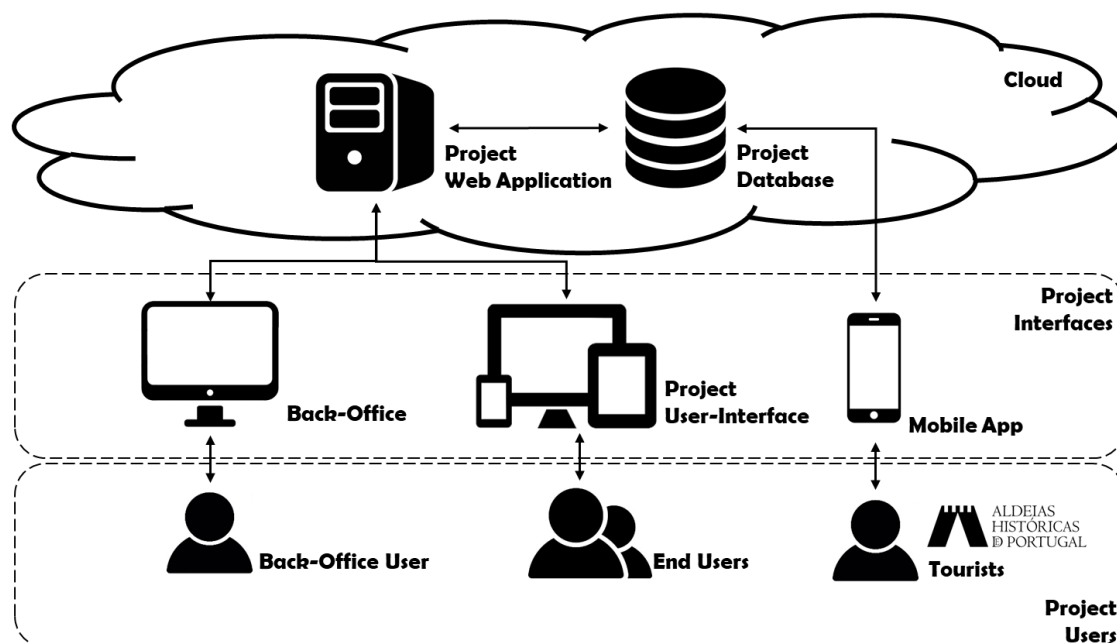 Cloud
Project
Web Application
Project
Database
Project
Interfaces
Back-Office
Project
User-Interface
Mobile App
Back-Office User
End Users
ALDEIAS
HISTÓRICAS
DE PORTUGAL
Tourists
Project
Users